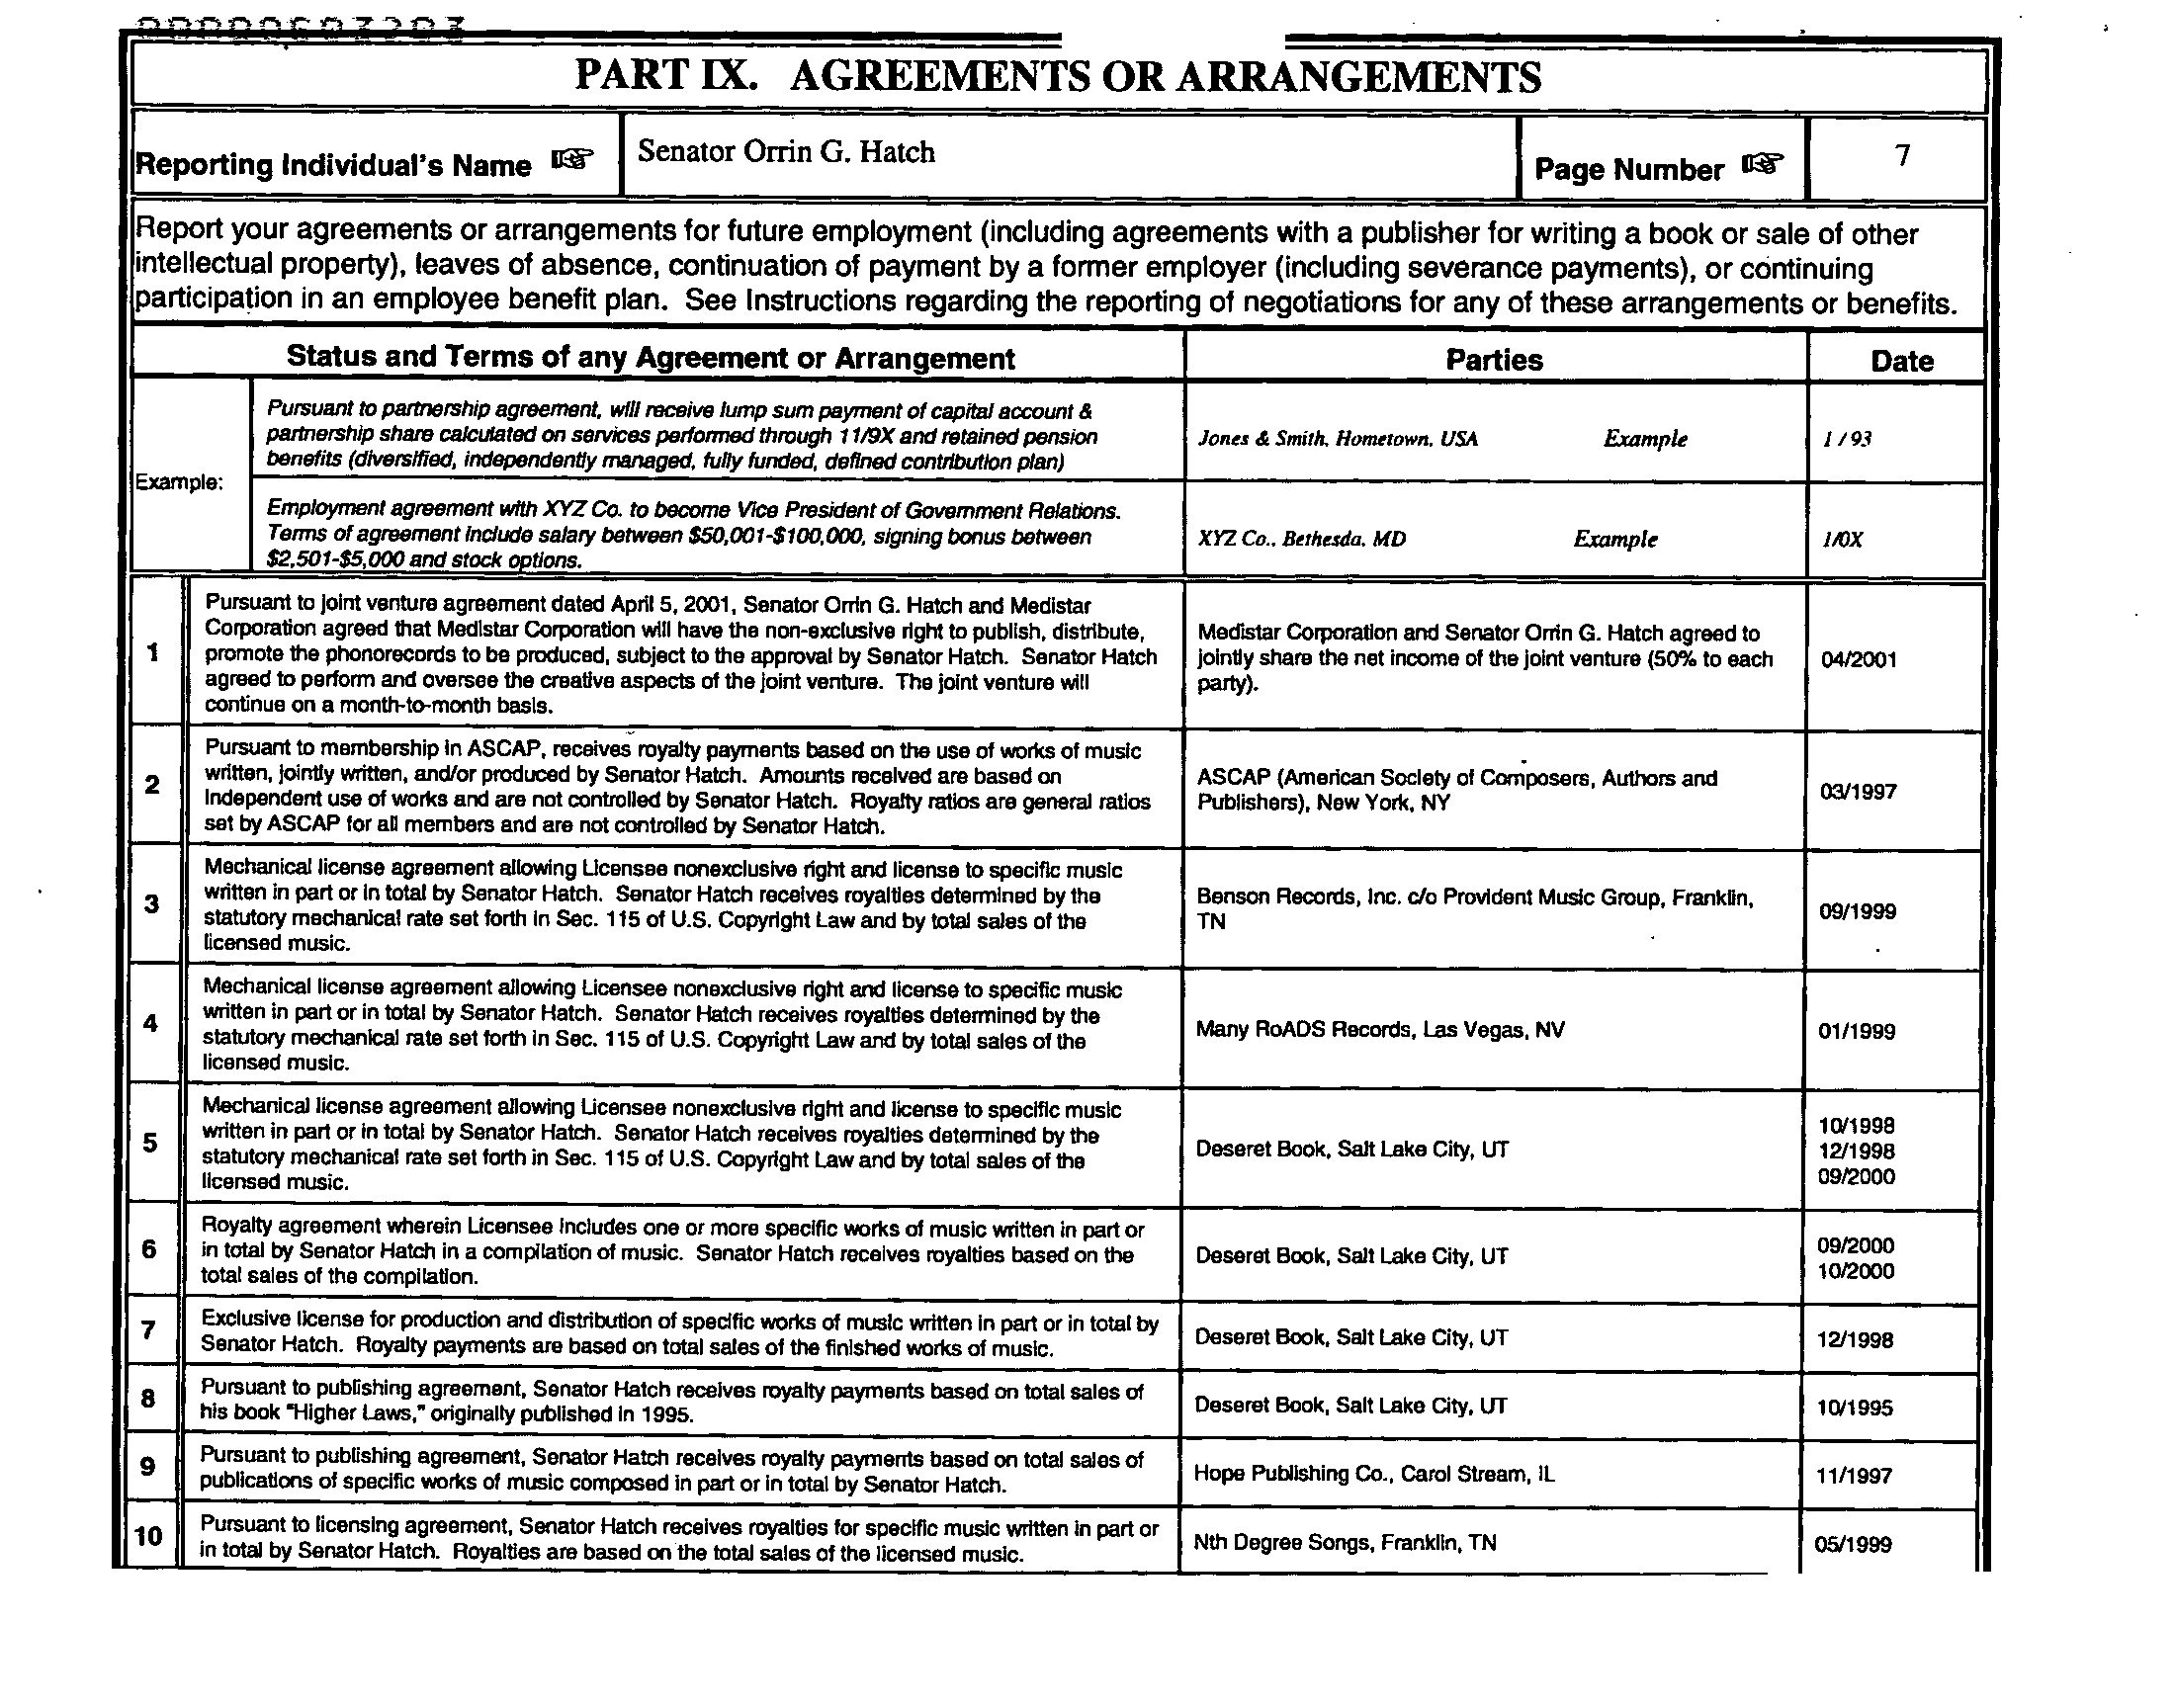 PART IX. AGREEMENTS OR ARRANGEMENTS
Reporting Individual's Name
Senator Orrin G. Hatch
Page Number
7
Report your agreements or arrangements for future employment (including agreements with a publisher for writing a book or sale of other
intellectual property), leaves of absence, continuation of payment by a former employer (including severance payments), or continuing
participation in an employee benefit plan. See Instructions regarding the reporting of negotiations for any of these arrangements or benefits.
Status and Terms of any Agreement or Arrangement
Parties
Date
Example:
Pursuant to partnership agreement, will receive lump sum payment of capital account &
partnership share calculated on services performed through 11/9X and retained pension
benefits (diversified, independently managed, fully funded, defined contribution plan)
Jones & Smith, Hometown, USA Example
1 / 93
Employment agreement with XYZ Co. to become Vice President of Government Relations.
Terms of agreement include salary between $50,001-$100,000, signing bonus between
$2,501-$5,000 and stock options.
XYZ Co., Bethesda, MD Example
1/0X
1
Pursuant to joint venture agreement dated April 5, 2001, Senator Orrin G. Hatch and Medistar
Corporation agreed that Medistar Corporation will have the non-exclusive right to publish, distribute,
promote the phonorecords to be produced, subject to the approval by Senator Hatch. Senator Hatch
agreed to perform and oversee the creative aspects of the joint venture. The joint venture will
continue on a month-to-month basis.
Medistar Corporation and Senator Orrin G. Hatch agreed to
jointly share the net income of the joint venture (50% to each
party).
04/2001
2
Pursuant to membership in ASCAP, receives royalty payments based on the use of works of music
written, jointly written, and/or produced by Senator Hatch. Amounts received are based on
Independent use of works and are not controlled by Senator Hatch. Royalty ratios are general ratios
set by ASCAP for all members and are not controlled by Senator Hatch.
ASCAP (American Society of Composers, Authors and
Publishers), New York, NY
03/1997
3
Mechanical license agreement allowing Licensee nonexclusive right and license to specific music
written in part or in total by Senator Hatch. Senator Hatch receives royalties determined by the
statutory mechanical rate set forth in Sec. 115 of U.S. Copyright Law and by total sales of the
licensed music.
Benson Records, Inc. c/o Provident Music Group, Franklin,
TN
09/1999
4
Mechanical license agreement allowing Licensee nonexclusive right and license to specific music
written in part or in total by Senator Hatch. Senator Hatch receives royalties determined by the
statutory mechanical rate set forth in Sec. 115 of U.S. Copyright Law and by total sales of the
licensed music.
Many RoADS Records, Las Vegas, NV
01/1999
5
Mechanical license agreement allowing Licensee nonexclusive right and license to specific music
written in part or in total by Senator Hatch. Senator Hatch receives royalties determined by the
statutory mechanical rate set forth in Sec. 115 of U.S. Copyright Law and by total sales of the
licensed music.
Deseret Book, Salt Lake City, UT
10/1998
12/1998
09/2000
6
Royalty agreement wherein Licensee includes one or more specific works of music written in part or
in total by Senator Hatch in a compilation of music. Senator Hatch receives royalties based on the
total sales of the compilation.
Deseret Book, Salt Lake City, UT
09/2000
10/2000
7
Exclusive license for production and distribution of specific works of music written in part or in total by
Senator Hatch. Royalty payments are based on total sales of the finished works of music.
Deseret Book, Salt Lake City, UT
12/1998
8
Pursuant to publishing agreement, Senator Hatch receives royalty payments based on total sales of
his book "Higher Laws," originally published in 1995.
Deseret Book, Salt Lake City, UT
10/1995
9
Pursuant to publishing agreement, Senator Hatch receives royalty payments based on total sales of
publications of specific works of music composed in part or in total by Senator Hatch.
Hope Publishing Co., Carol Stream, IL
11/1997
10
Pursuant to licensing agreement, Senator Hatch receives royalties for specific music written in part or
in total by Senator Hatch. Royalties are based on the total sales of the licensed music.
Nth Degree Songs, Franklin, TN
05/1999